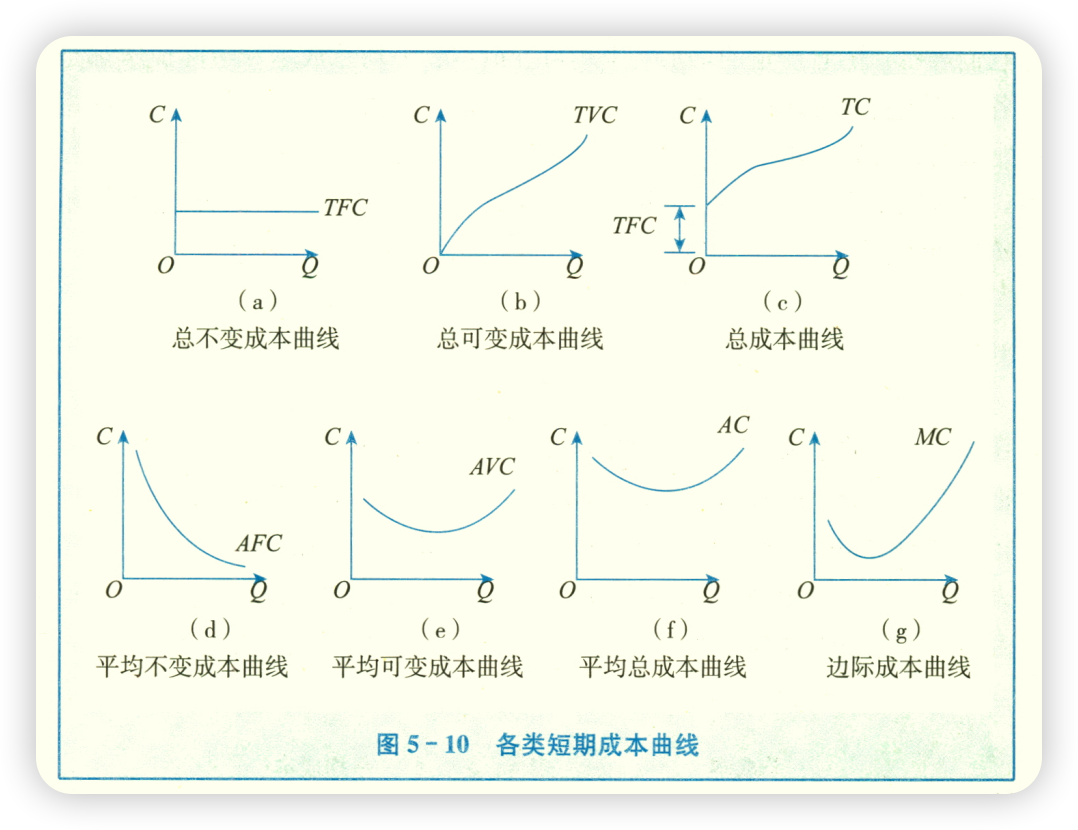 C TVC C TC
C
TFC
TFC
O Q O Q O Q
（a） （b） （c）
总不变成本曲线 总可变成本曲线 总成本曲线
C C C AC C MC
AVC
AFC
O Q O Q O Q O Q
（d） （e） （f） （g）
平均不变成本曲线 平均可变成本曲线 平均总成本曲线 边际成本曲线
图 5－10 各类短期成本曲线